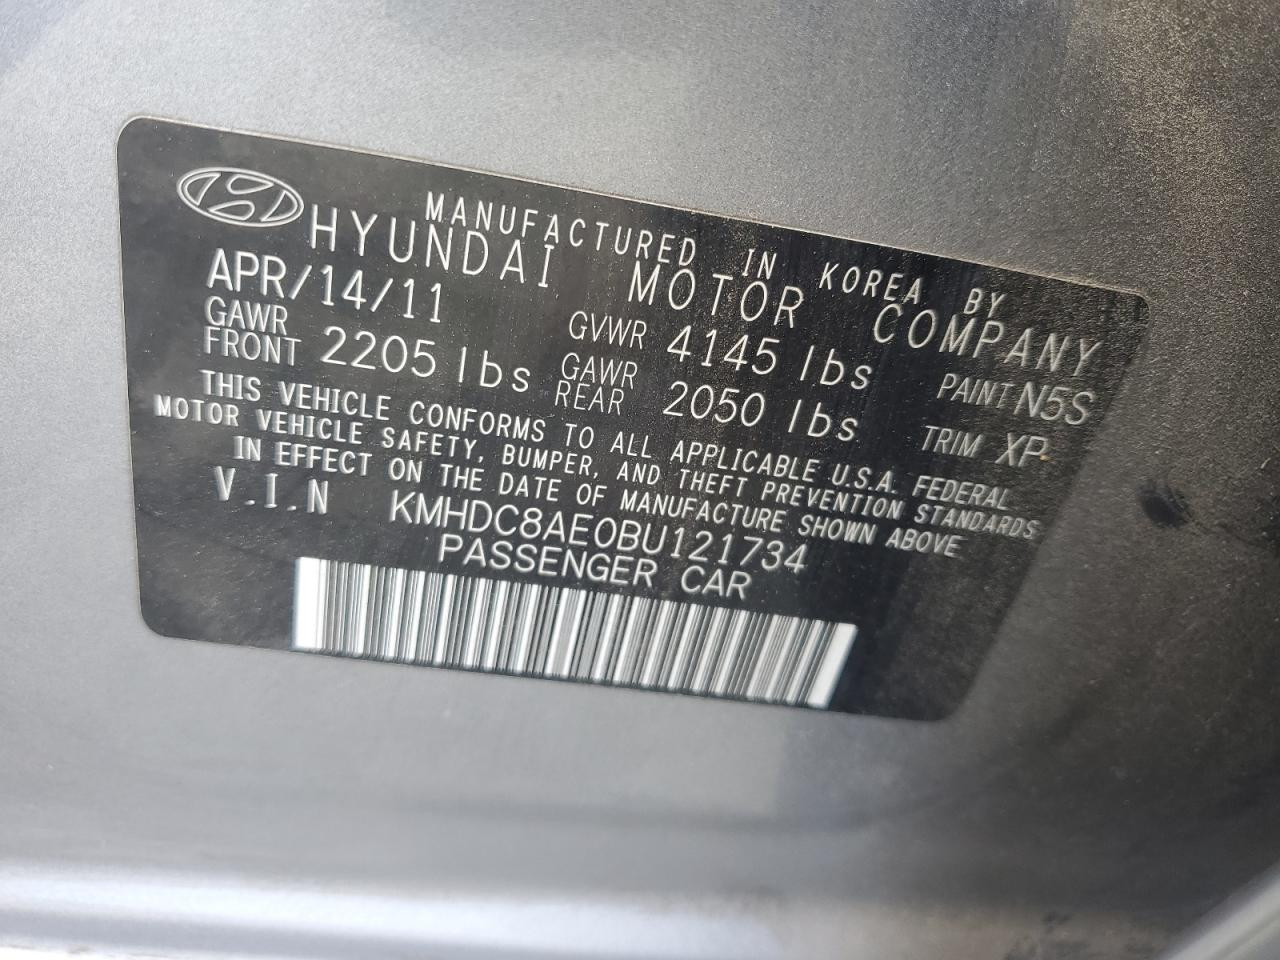 MANUFACTURED IN KOREA BY
HYUNDAI MOTOR COMPANY
APR/14/11 GVWR 4145 lbs PAINT N5S
GAWR FRONT 2205 lbs GAWR REAR 2050 lbs TRIM XP
THIS VEHICLE CONFORMS TO ALL APPLICABLE U.S.A. FEDERAL
MOTOR VEHICLE SAFETY, BUMPER, AND THEFT PREVENTION STANDARDS
IN EFFECT ON THE DATE OF MANUFACTURE SHOWN ABOVE
V.I.N KMHDC8AE0BU121734
PASSENGER CAR